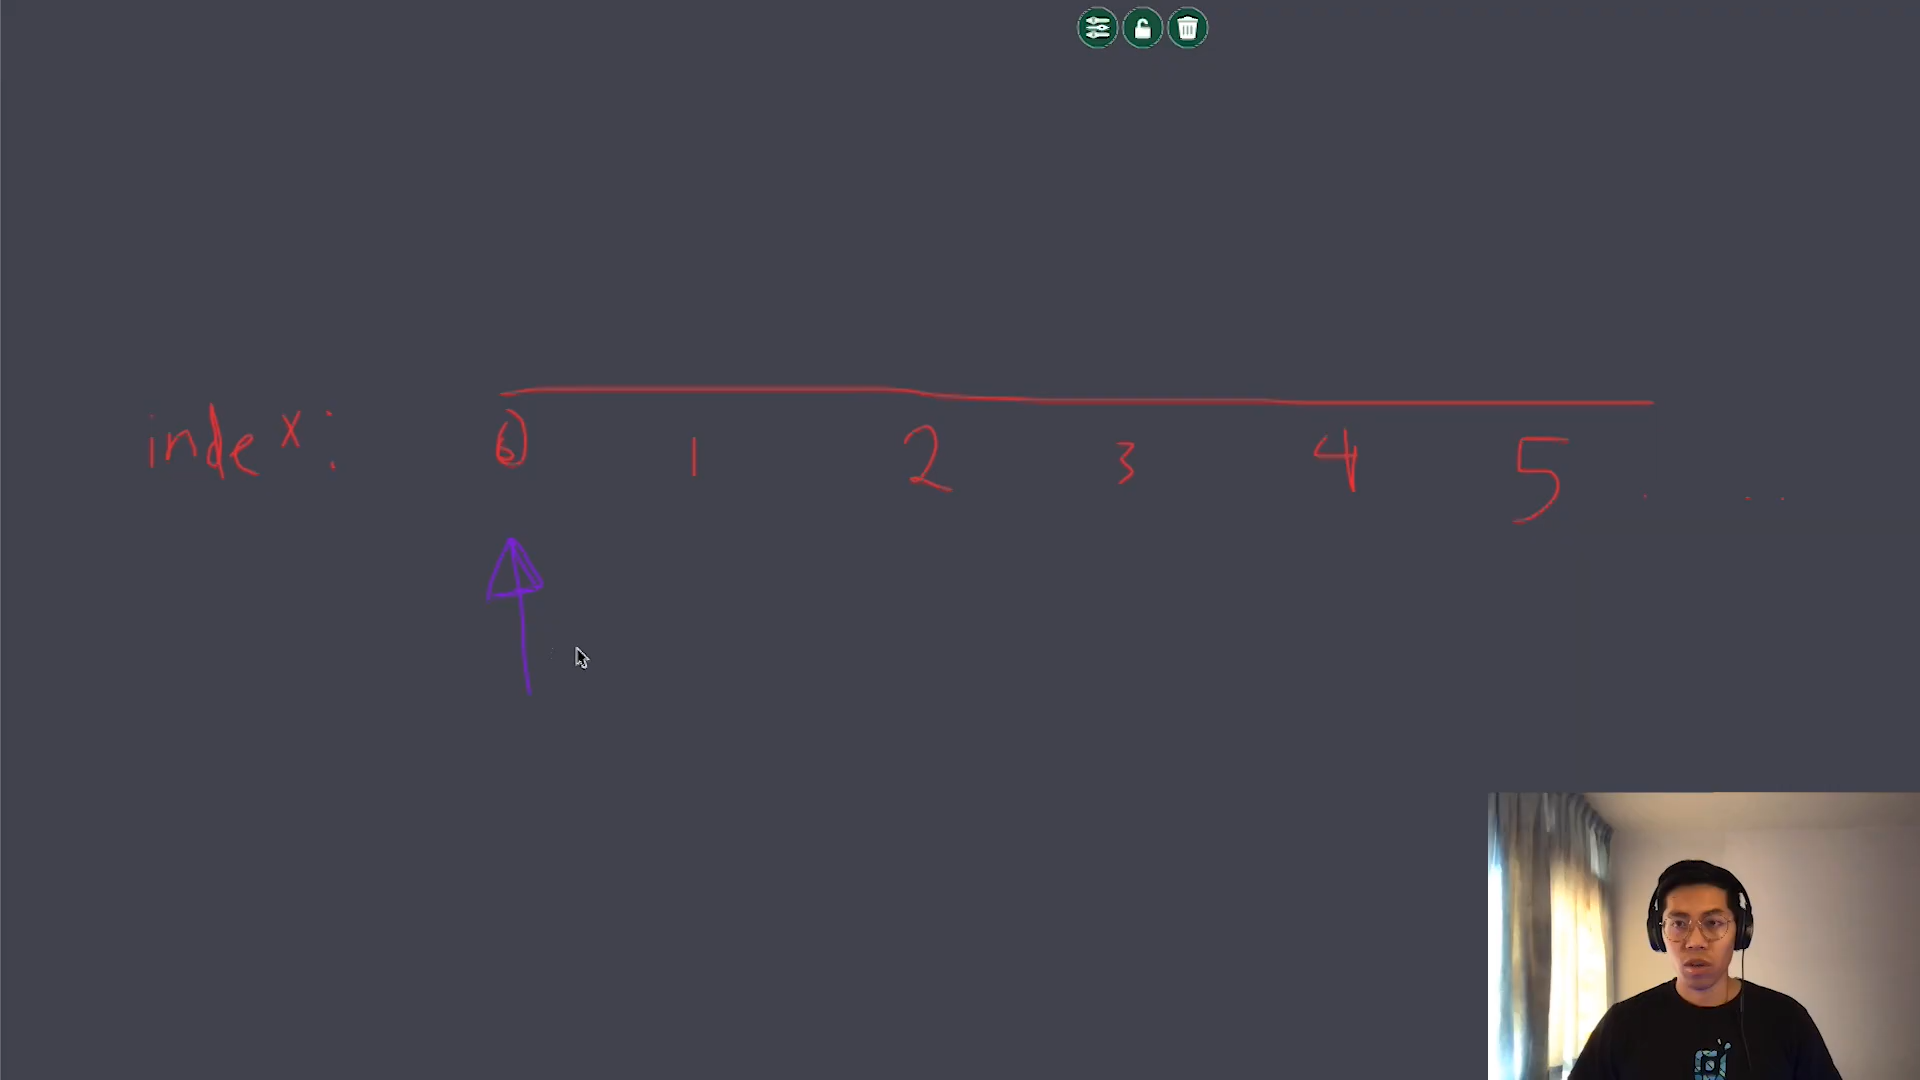 index: 0 1 2 3 4 5 . . .